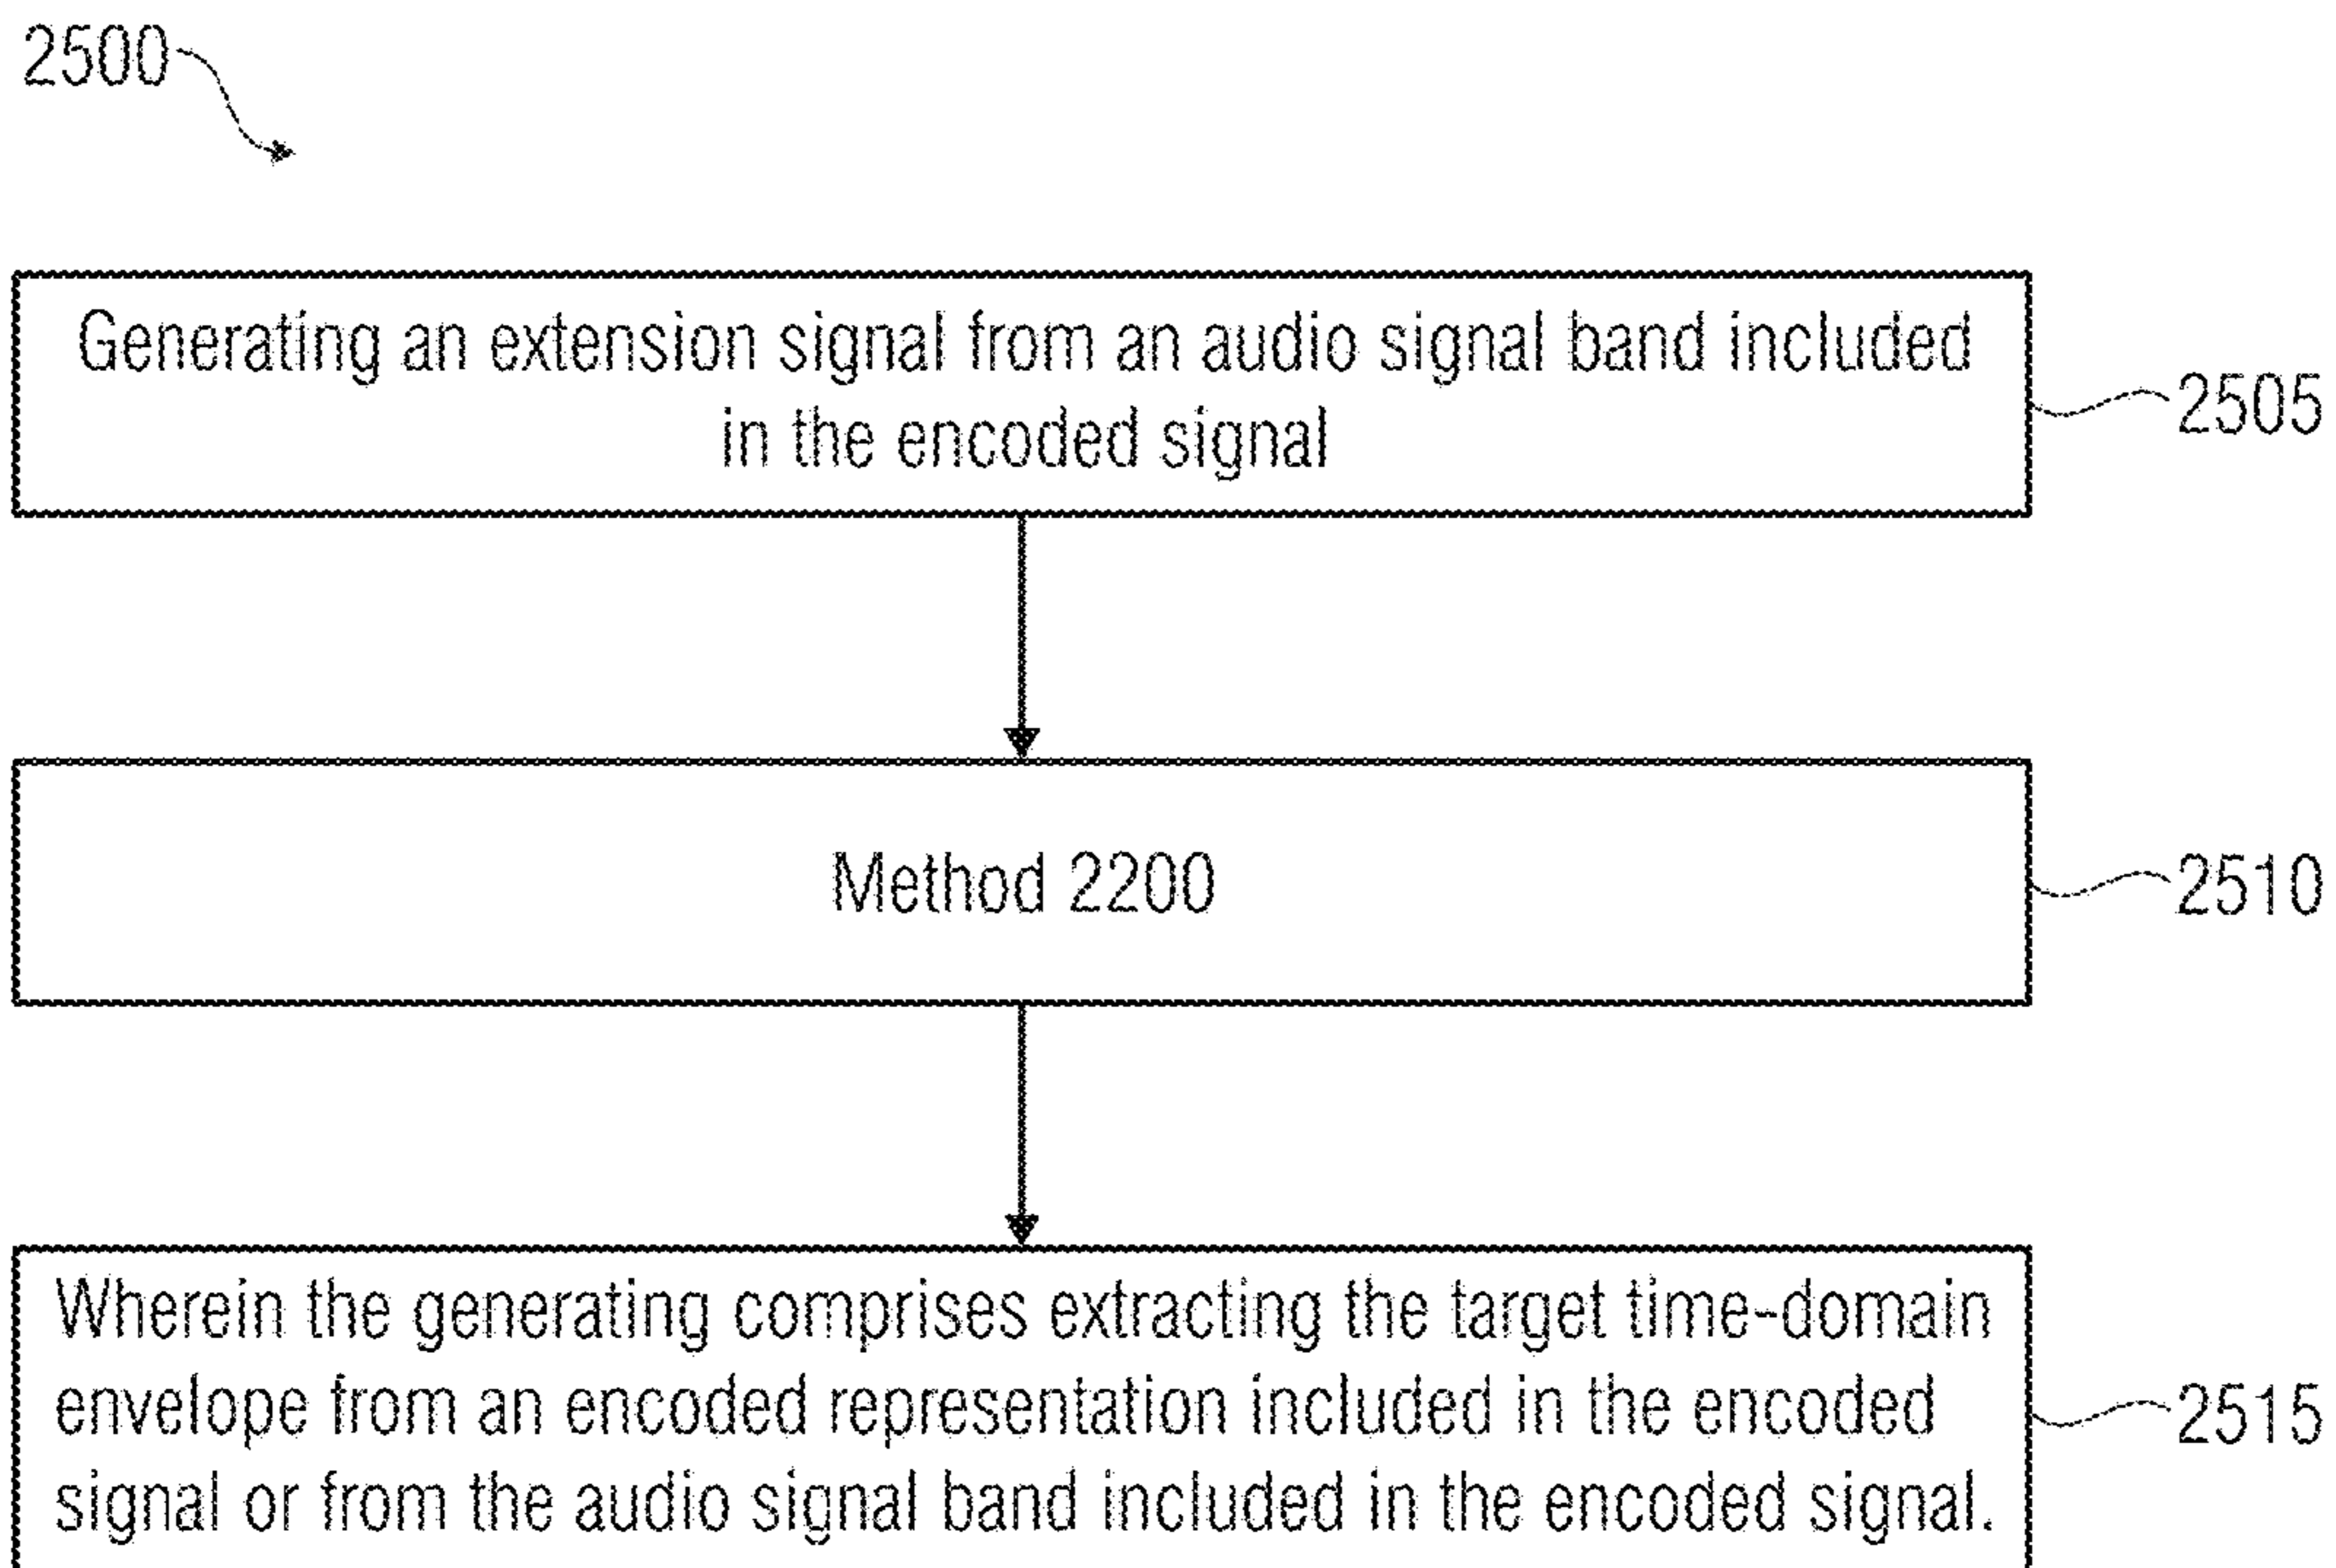 2500
Generating an extension signal from an audio signal band included
in the encoded signal
2505
Method 2200
2510
Wherein the generating comprises extracting the target time-domain
envelope from an encoded representation included in the encoded
signal or from the audio signal band included in the encoded signal.
2515